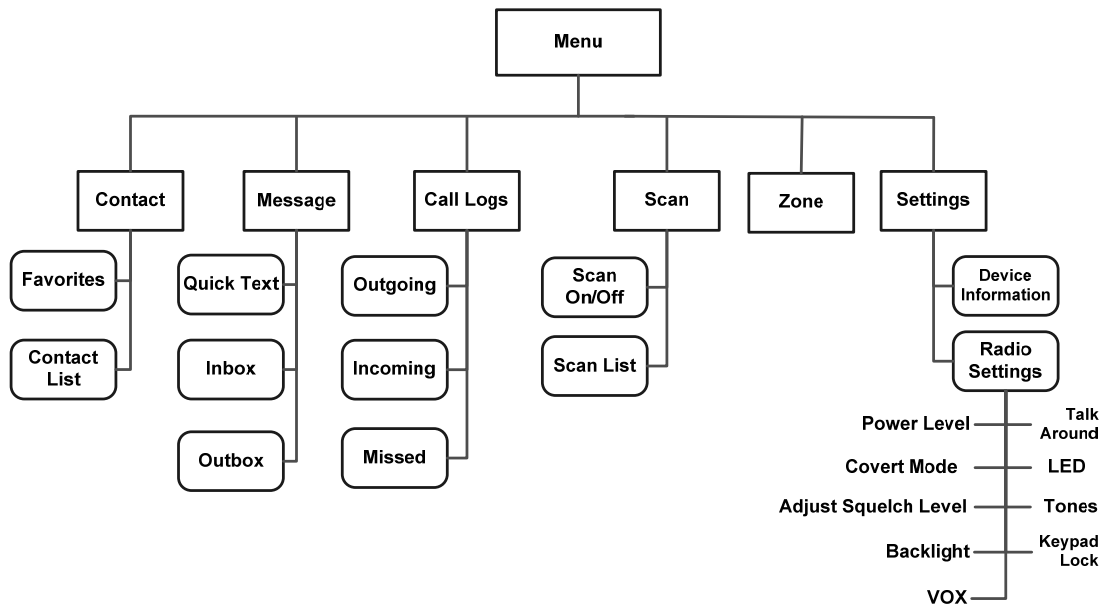 Menu
Contact
Message
Call Logs
Scan
Zone
Settings
Favorites
Contact
List
Quick Text
Inbox
Outbox
Outgoing
Incoming
Missed
Scan
On/Off
Scan List
Device
Information
Radio
Settings
Power Level
Talk
Around
Covert Mode
LED
Adjust Squelch Level
Tones
Backlight
Keypad
Lock
VOX